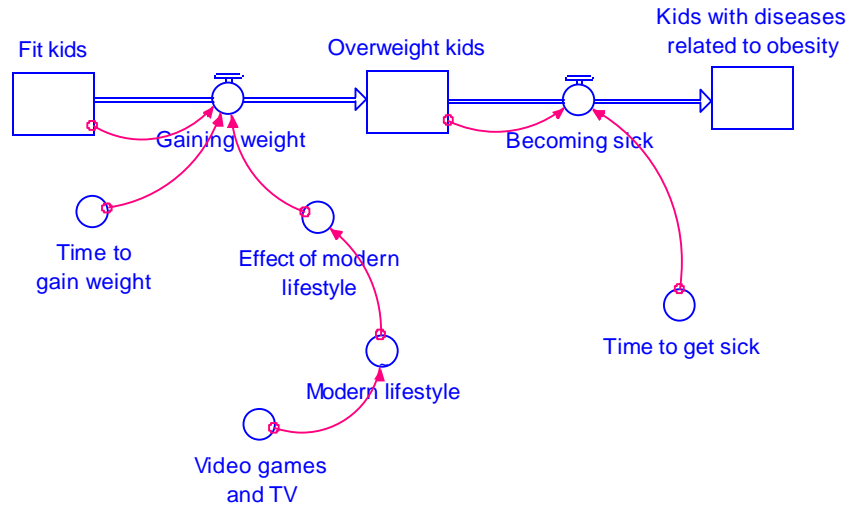 Kids with diseases
related to obesity
Fit kids
Overweight kids
Gaining weight
Becoming sick
Time to
gain weight
Effect of modern
lifestyle
Time to get sick
Modern lifestyle
Video games
and TV